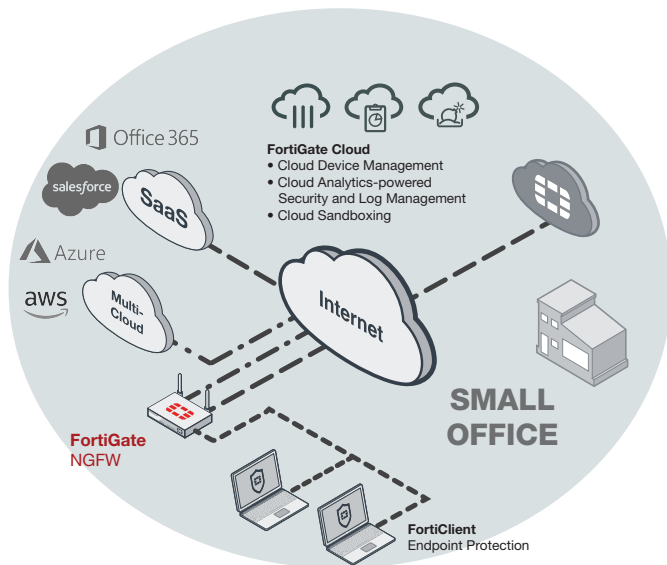 Office 365
salesforce
SaaS
Azure
aws
Multi-
Cloud
FortiGate Cloud
• Cloud Device Management
• Cloud Analytics-powered
Security and Log Management
• Cloud Sandboxing
Internet
SMALL
OFFICE
FortiGate
NGFW
FortiClient
Endpoint Protection